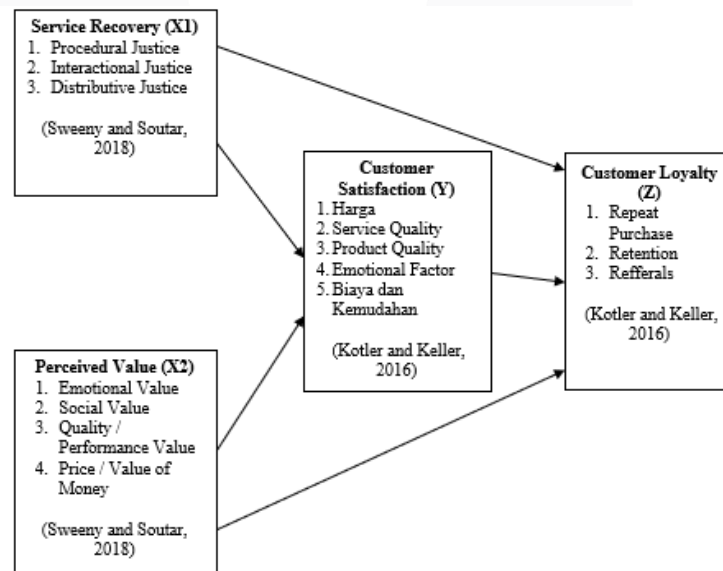 Service Recovery (X1)
1. Procedural Justice
2. Interactional Justice
3. Distributive Justice
(Sweeny and Soutar,
2018)
Customer
Satisfaction (Y)
1. Harga
2. Service Quality
3. Product Quality
4. Emotional Factor
5. Biaya dan
Kemudahan
(Kotler and Keller,
2016)
Customer Loyalty
(Z)
1. Repeat
Purchase
2. Retention
3. Refferals
(Kotler and Keller,
2016)
Perceived Value (X2)
1. Emotional Value
2. Social Value
3. Quality /
Performance Value
4. Price / Value of
Money
(Sweeny and Soutar,
2018)